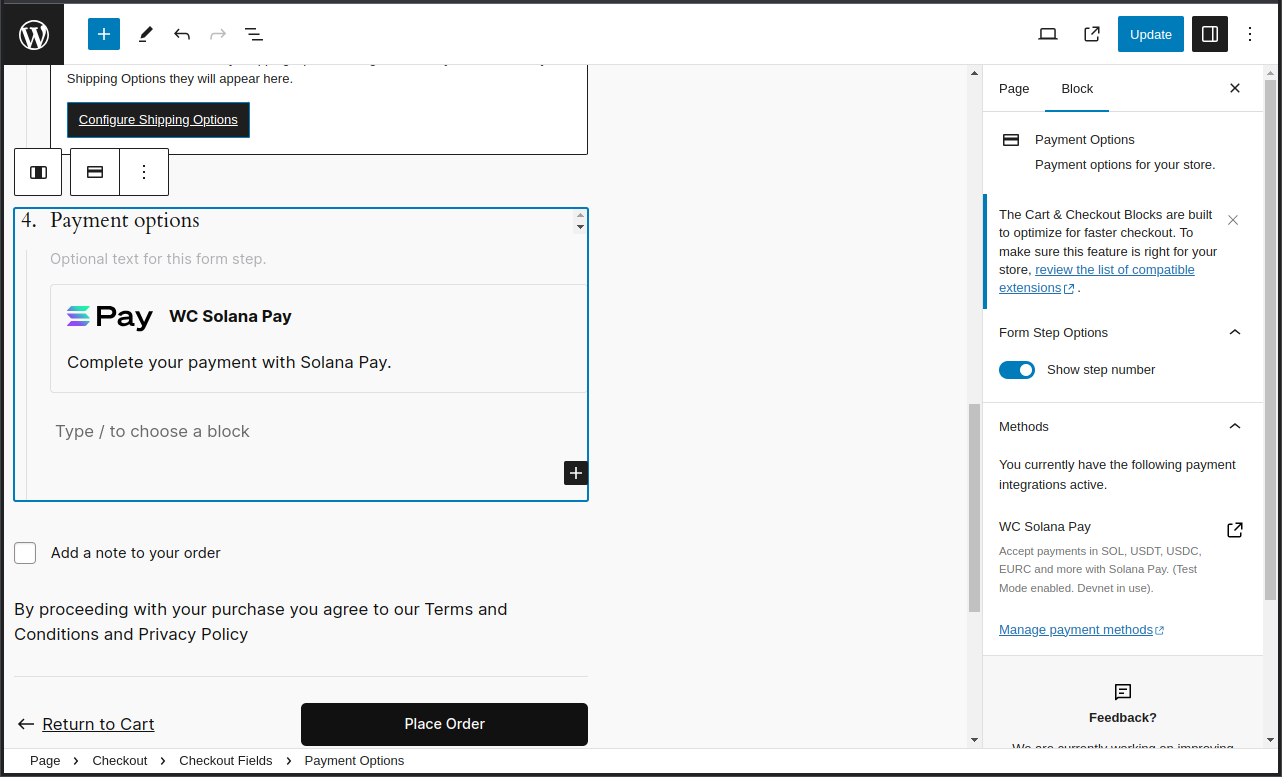 Update
Shipping Options they will appear here.
Configure Shipping Options
4. Payment options
Optional text for this form step.
Pay WC Solana Pay
Complete your payment with Solana Pay.
Type / to choose a block
Add a note to your order
By proceeding with your purchase you agree to our Terms and
Conditions and Privacy Policy
Return to Cart
Place Order
Page
Block
Payment Options
Payment options for your store.
The Cart & Checkout Blocks are built
to optimize for faster checkout. To
make sure this feature is right for your
store, review the list of compatible
extensions .
Form Step Options
Show step number
Methods
You currently have the following payment
integrations active.
WC Solana Pay
Accept payments in SOL, USDT, USDC,
EURC and more with Solana Pay. (Test
Mode enabled. Devnet in use).
Manage payment methods
Feedback?
We are currently working on improving
Page
Checkout
Checkout Fields
Payment Options